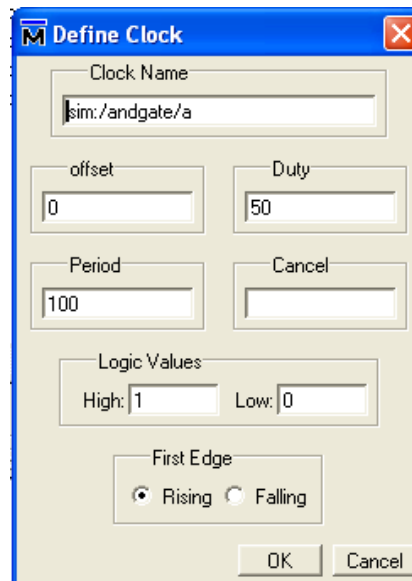 M Define Clock
Clock Name
sim:/andgate/a
offset Duty
0 50
Period Cancel
100
Logic Values
High: 1 Low: 0
First Edge
Rising Falling
OK Cancel